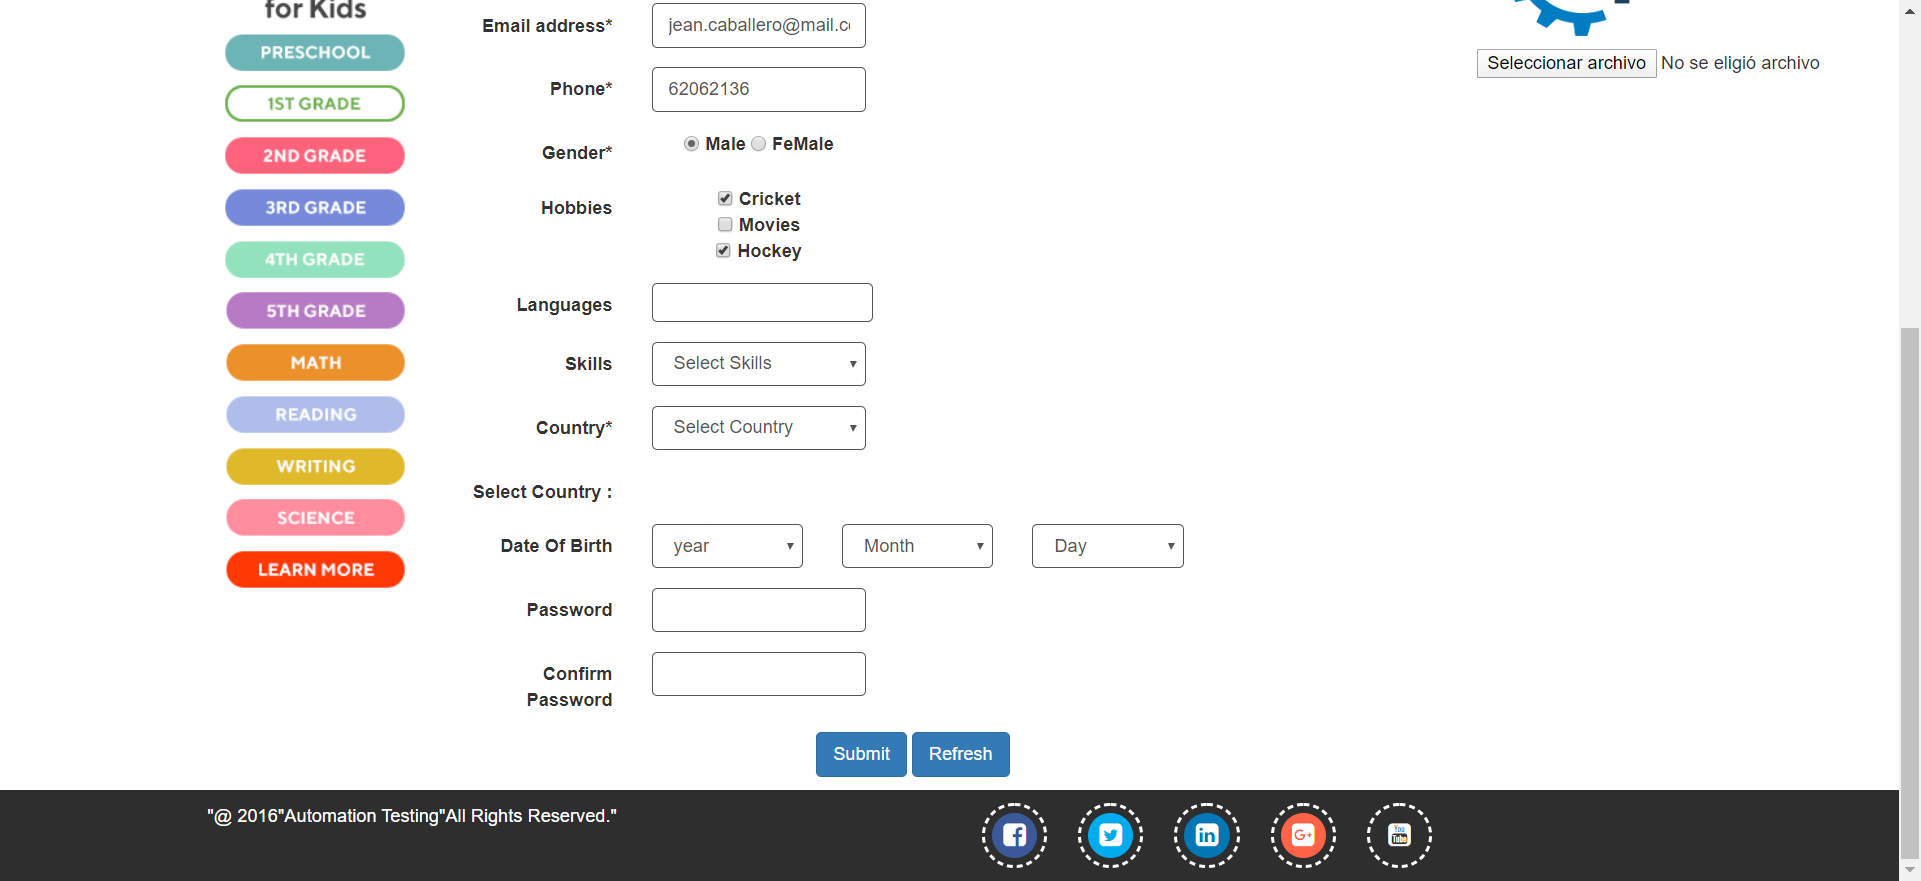 for Kids
PRESCHOOL
1ST GRADE
2ND GRADE
3RD GRADE
4TH GRADE
5TH GRADE
MATH
READING
WRITING
SCIENCE
LEARN MORE
Email address* jean.caballero@mail.c
Phone* 62062136
Gender* Male FeMale
Hobbies Cricket
Movies
Hockey
Languages
Skills Select Skills
Country* Select Country
Select Country :
Date Of Birth year Month Day
Password
Confirm
Password
Submit Refresh
Seleccionar archivo No se eligió archivo
"@ 2016"Automation Testing"All Rights Reserved."
f in G+ You
Tube